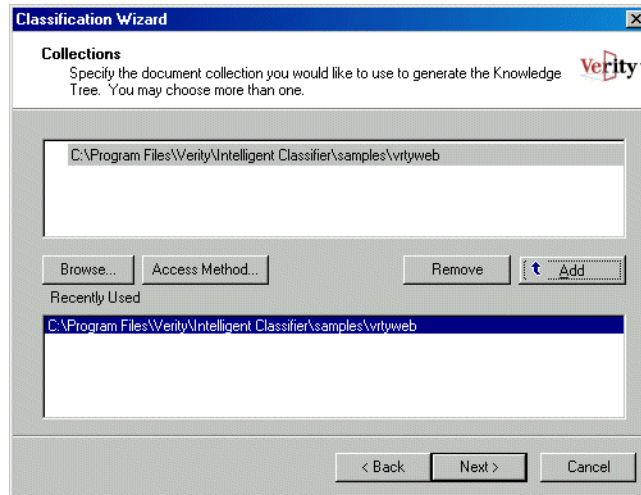 Classification Wizard
Collections
Specify the document collection you would like to use to generate the Knowledge
Tree. You may choose more than one.
Verity
C:\Program Files\Verity\Intelligent Classifier\samples\vrtyweb
Browse... Access Method... Remove Add
Recently Used
C:\Program Files\Verity\Intelligent Classifier\samples\vrtyweb
< Back Next > Cancel